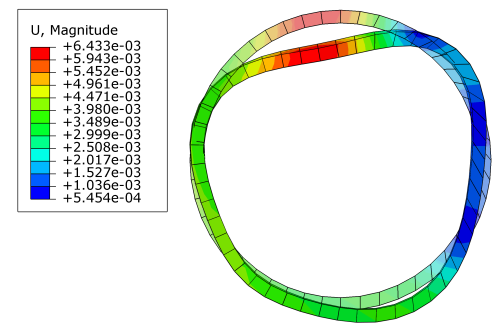 U, Magnitude
+6.433e-03
+5.943e-03
+5.452e-03
+4.961e-03
+4.471e-03
+3.980e-03
+3.489e-03
+2.999e-03
+2.508e-03
+2.017e-03
+1.527e-03
+1.036e-03
+5.454e-04